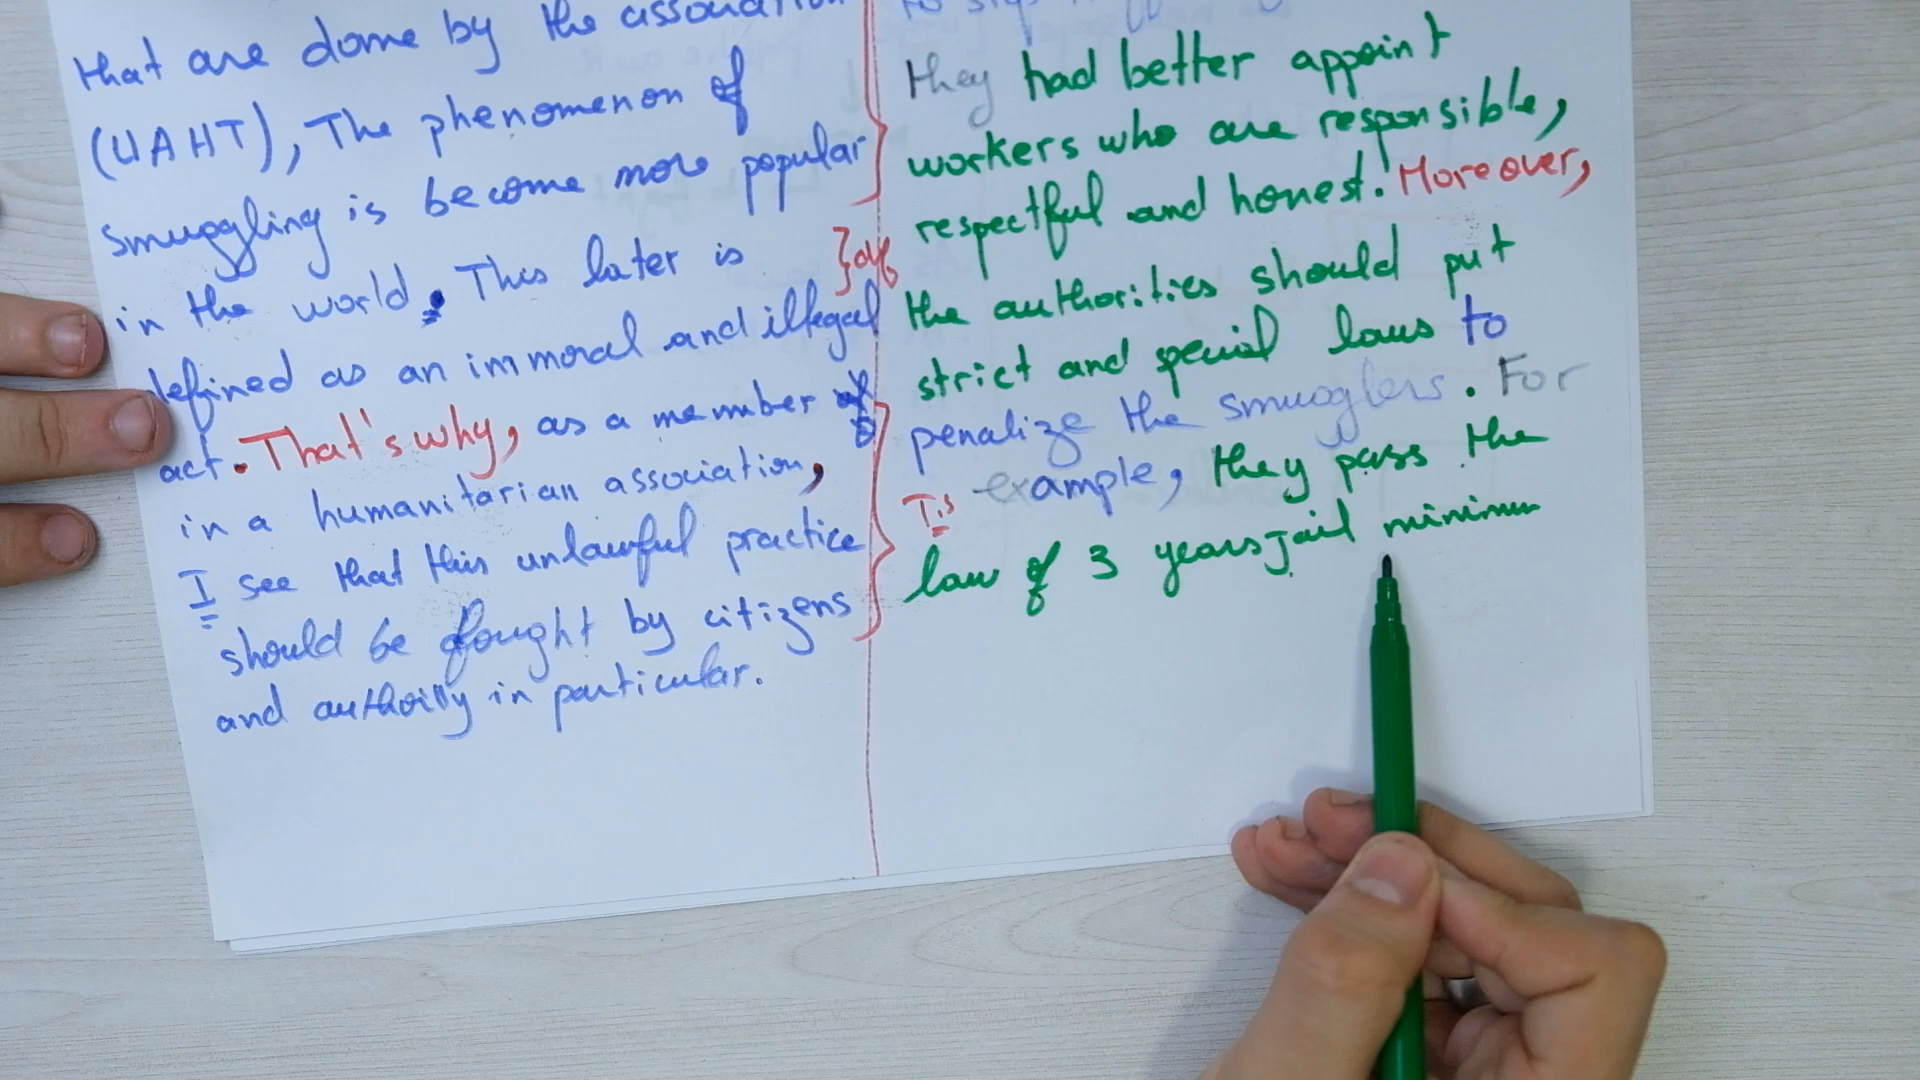 that are dome by the association
(UAHT), The phenomenon of
smuggling is become more popular
in the world. This later is
defined as an immoral and illegal
act. That's why, as a member
in a humanitarian association,
I see that this unlawful practice
should be fought by citizens
and authoirly in particular.
} def
T.s
they had better appoint
workers who are responsible,
respectful and honest. Moreover,
the authorities should put
strict and special laws to
penalize the smugglers. For
example, they pass the
law of 3 years jail minimum